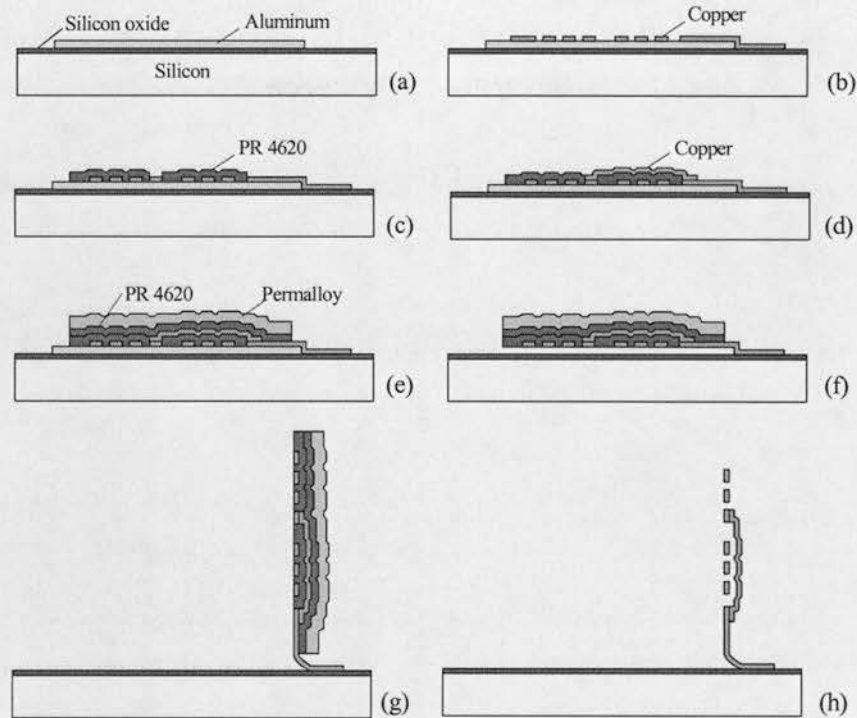 Silicon oxide
Aluminum
Silicon
(a)
Copper
(b)
PR 4620
(c)
Copper
(d)
PR 4620
Permalloy
(e)
(f)
(g)
(h)